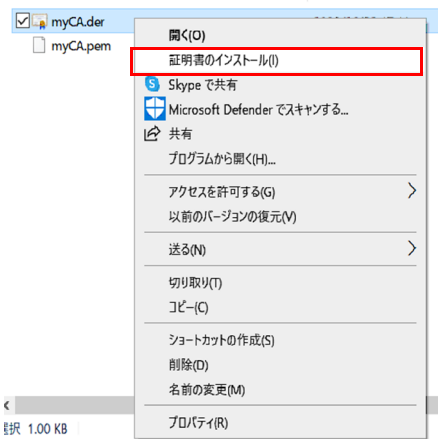 myCA.der
myCA.pem
開く(O)
証明書のインストール(I)
Skype で共有
Microsoft Defender でスキャンする...
共有
プログラムから開く(H)...
アクセスを許可する(G)
以前のバージョンの復元(V)
送る(N)
切り取り(T)
コピー(C)
ショートカットの作成(S)
削除(D)
名前の変更(M)
プロパティ(R)
選択 1.00 KB